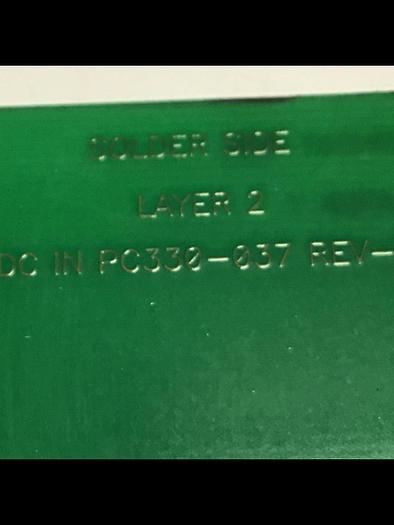 SOLDER SIDE
LAYER 2
DC IN PC330-037 REV-